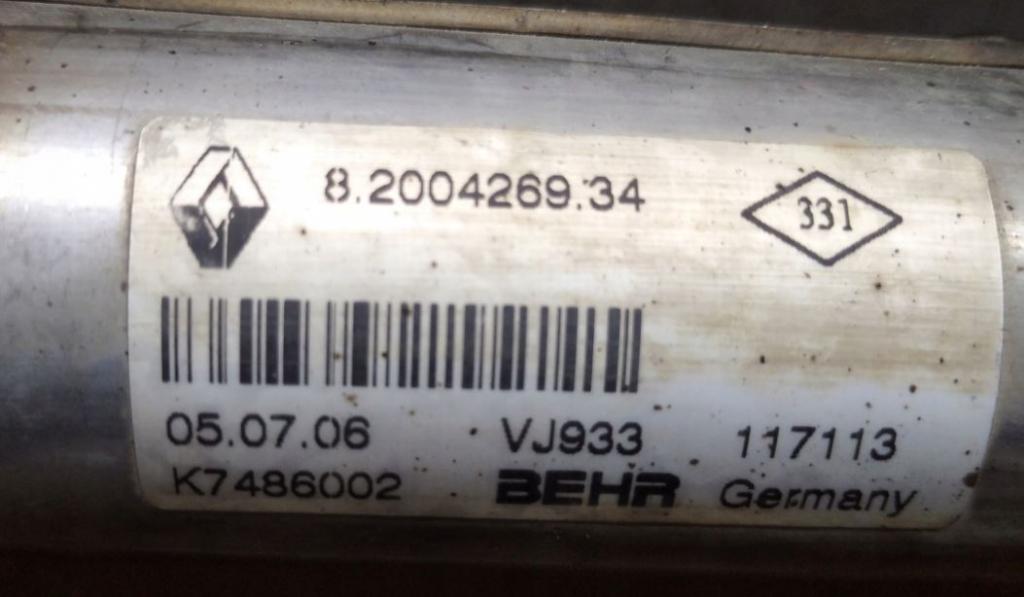 8.2004269.34
331
05.07.06 VJ933 117113
K7486002 BEHR Germany